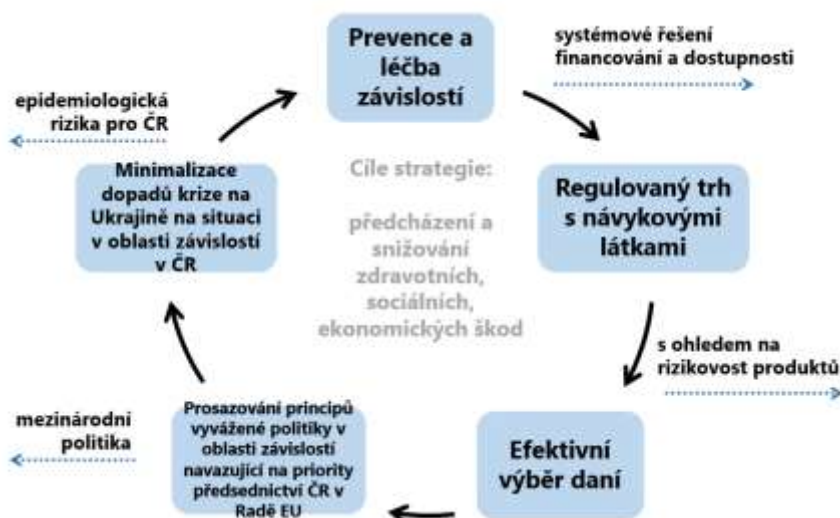 Prevence a
léčba
závislostí
systémové řešení
financování a dostupnosti
epidemiologická
rizika pro ČR
Minimalizace
dopadů krize na
Ukrajině na situaci
v oblasti závislostí
v ČR
Cíle strategie:
předcházení a
snižování
zdravotních,
sociálních,
ekonomických škod
Regulovaný trh
s návykovými
látkami
s ohledem na
rizikovost produktů
Efektivní
výběr daní
Prosazování principů
vyvážené politiky v
oblasti závislostí
navazující na priority
předsednictví ČR v
Radě EU
mezinárodní
politika